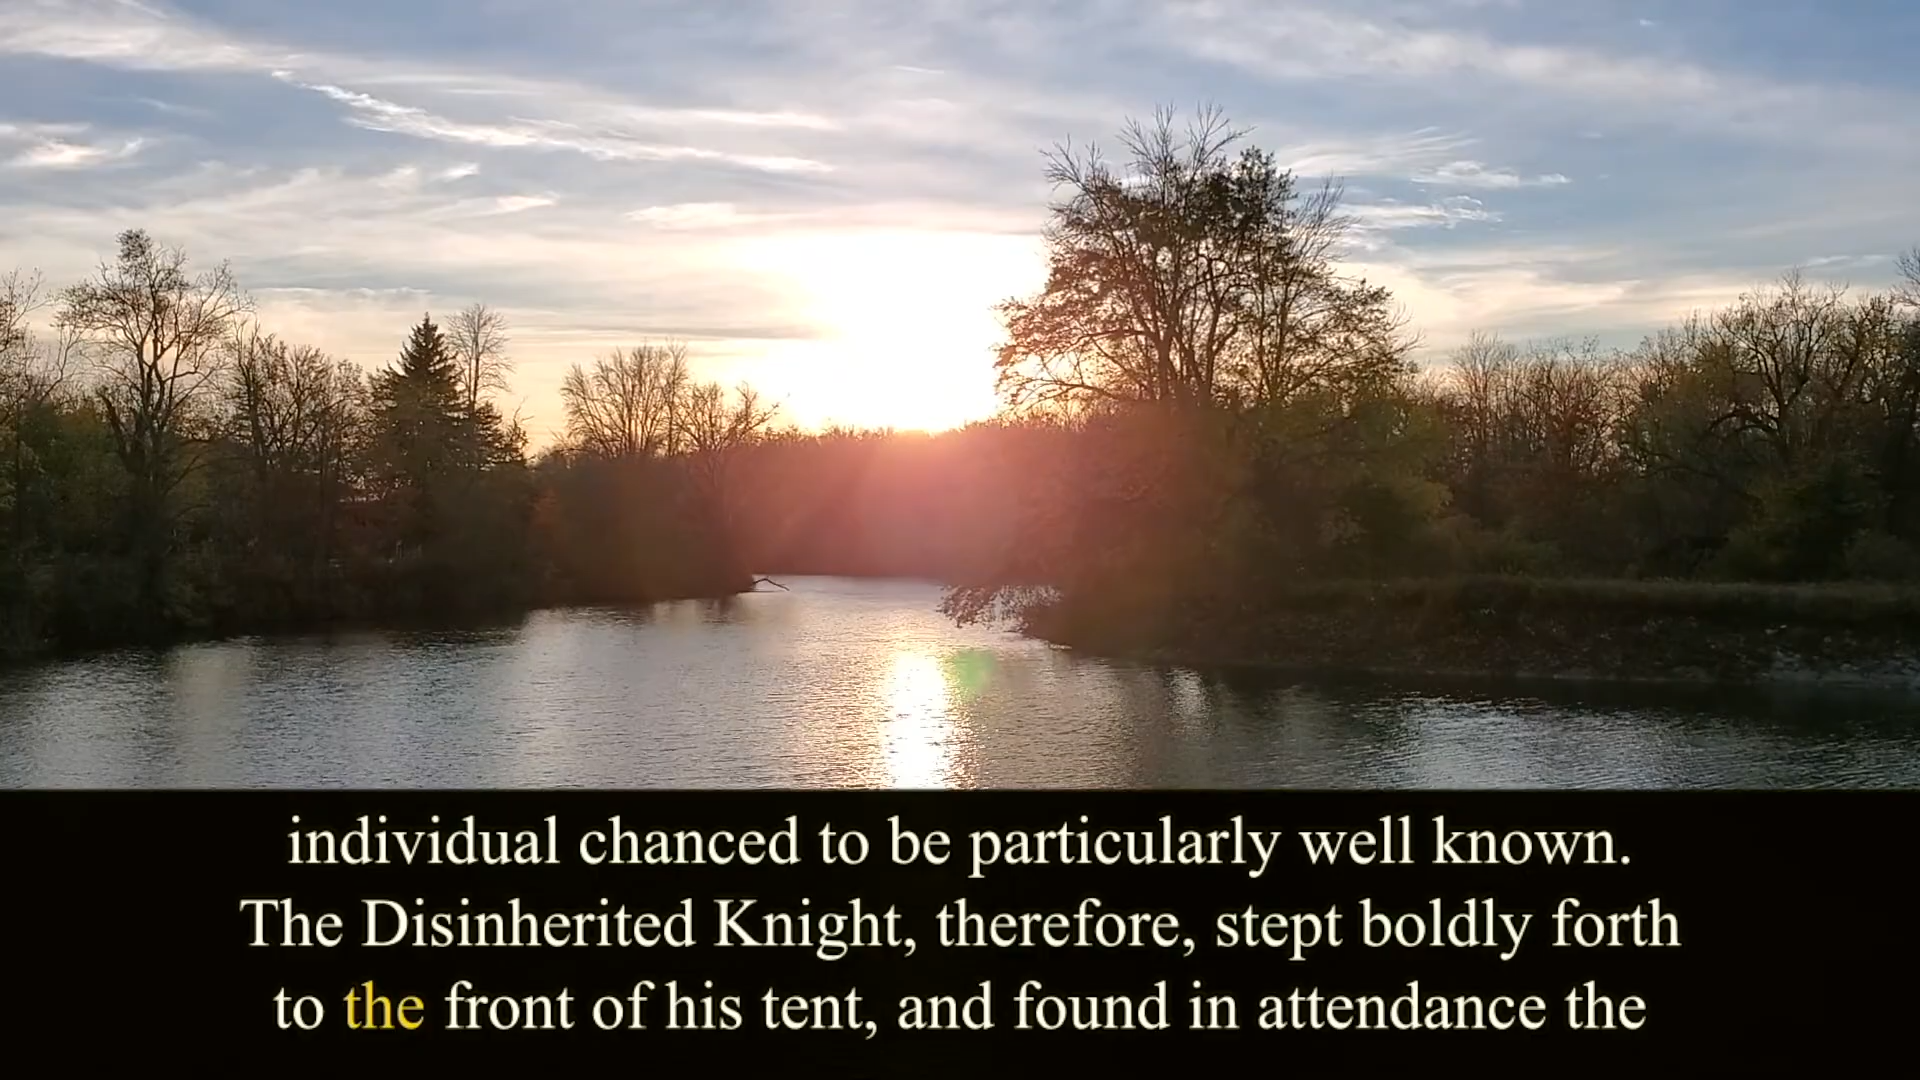 individual chanced to be particularly well known.
The Disinherited Knight, therefore, stept boldly forth
to the front of his tent, and found in attendance the